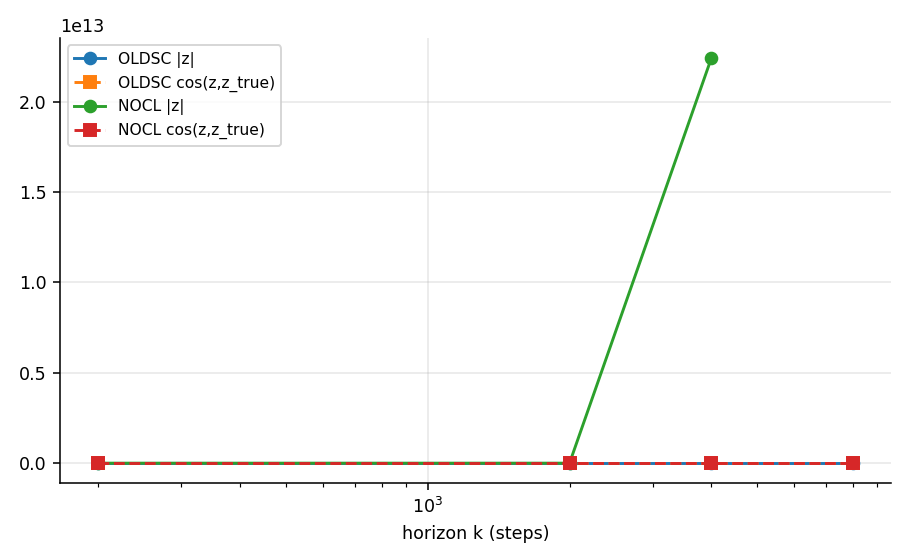 1e13
OLDSC |z|
OLDSC cos(z,z_true)
NOCL |z|
NOCL cos(z,z_true)
2.0
1.5
1.0
0.5
0.0
10³
horizon k (steps)